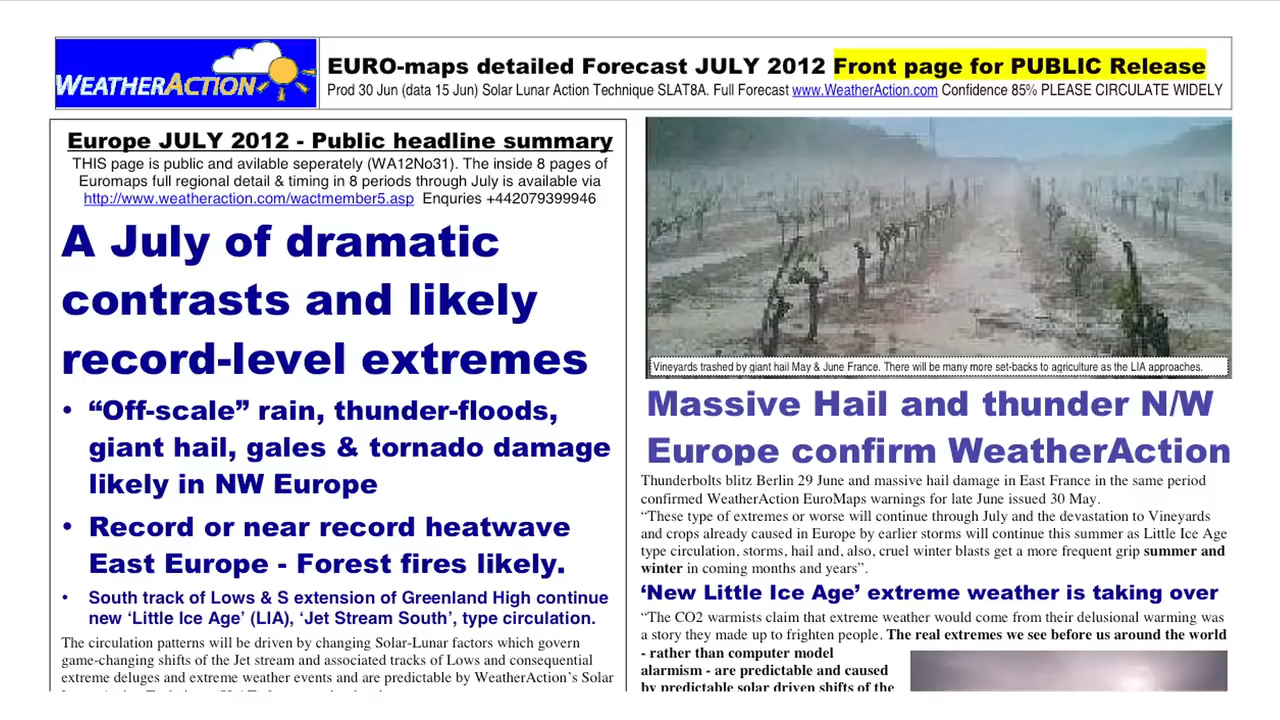 WEATHERACTION
EURO-maps detailed Forecast JULY 2012 Front page for PUBLIC Release
Prod 30 Jun (data 15 Jun) Solar Lunar Action Technique SLAT8A. Full Forecast www.WeatherAction.com Confidence 85% PLEASE CIRCULATE WIDELY
Europe JULY 2012 - Public headline summary
THIS page is public and avilable seperately (WA12No31). The inside 8 pages of
Euromaps full regional detail & timing in 8 periods through July is available via
http://www.weatheraction.com/wactmember5.asp Enquries +442079399946
A July of dramatic
contrasts and likely
record-level extremes
• “Off-scale” rain, thunder-floods,
giant hail, gales & tornado damage
likely in NW Europe
• Record or near record heatwave
East Europe - Forest fires likely.
• South track of Lows & S extension of Greenland High continue
new ‘Little Ice Age’ (LIA), ‘Jet Stream South’, type circulation.
The circulation patterns will be driven by changing Solar-Lunar factors which govern
game-changing shifts of the Jet stream and associated tracks of Lows and consequential
extreme deluges and extreme weather events and are predictable by WeatherAction’s Solar
Vineyards trashed by giant hail May & June France. There will be many more set-backs to agriculture as the LIA approaches.
Massive Hail and thunder N/W
Europe confirm WeatherAction
Thunderbolts blitz Berlin 29 June and massive hail damage in East France in the same period
confirmed WeatherAction EuroMaps warnings for late June issued 30 May.
“These type of extremes or worse will continue through July and the devastation to Vineyards
and crops already caused in Europe by earlier storms will continue this summer as Little Ice Age
type circulation, storms, hail and, also, cruel winter blasts get a more frequent grip summer and
winter in coming months and years”.
‘New Little Ice Age’ extreme weather is taking over
“The CO2 warmists claim that extreme weather would come from their delusional warming was
a story they made up to frighten people. The real extremes we see before us around the world
- rather than computer model
alarmism - are predictable and caused
by predictable solar driven shifts of the